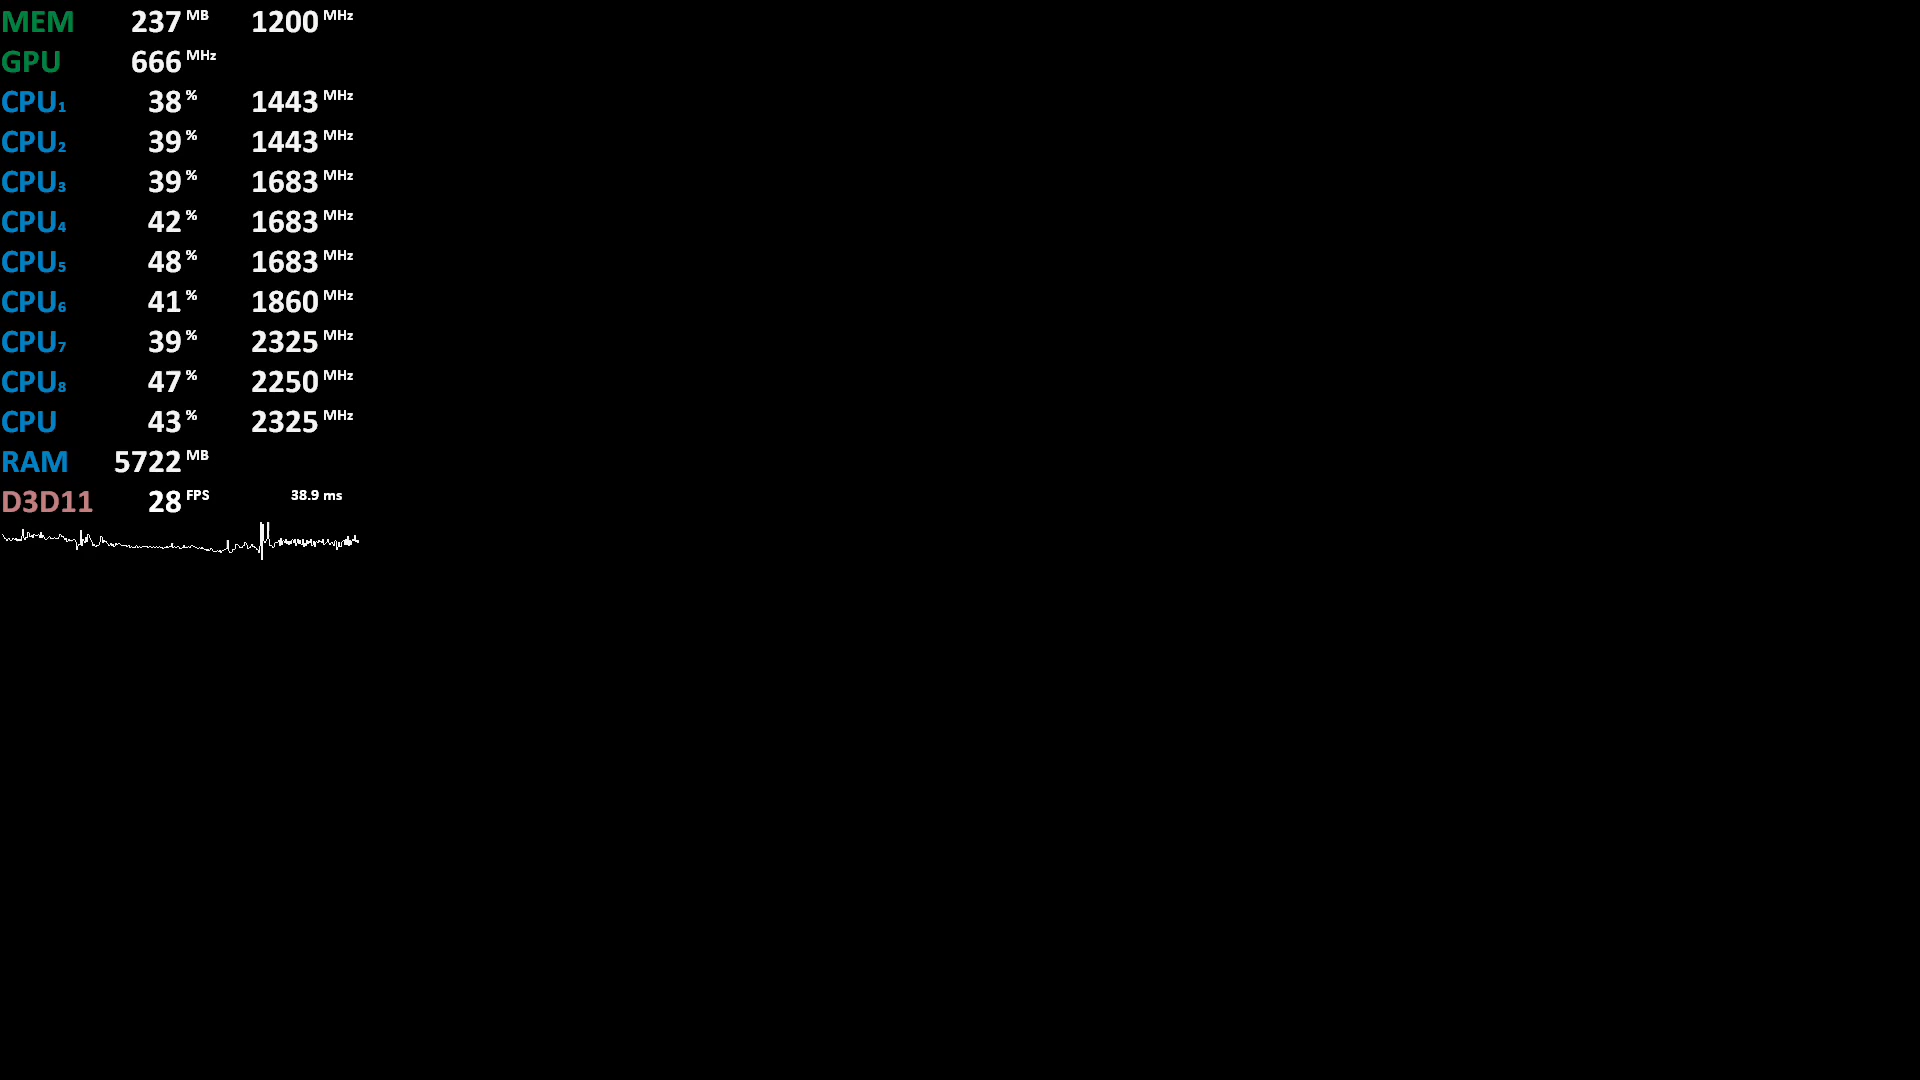 MEM 237 MB 1200 MHz
GPU 666 MHz
CPU1 38 % 1443 MHz
CPU2 39 % 1443 MHz
CPU3 39 % 1683 MHz
CPU4 42 % 1683 MHz
CPU5 48 % 1683 MHz
CPU6 41 % 1860 MHz
CPU7 39 % 2325 MHz
CPU8 47 % 2250 MHz
CPU 43 % 2325 MHz
RAM 5722 MB
D3D11 28 FPS 38.9 ms